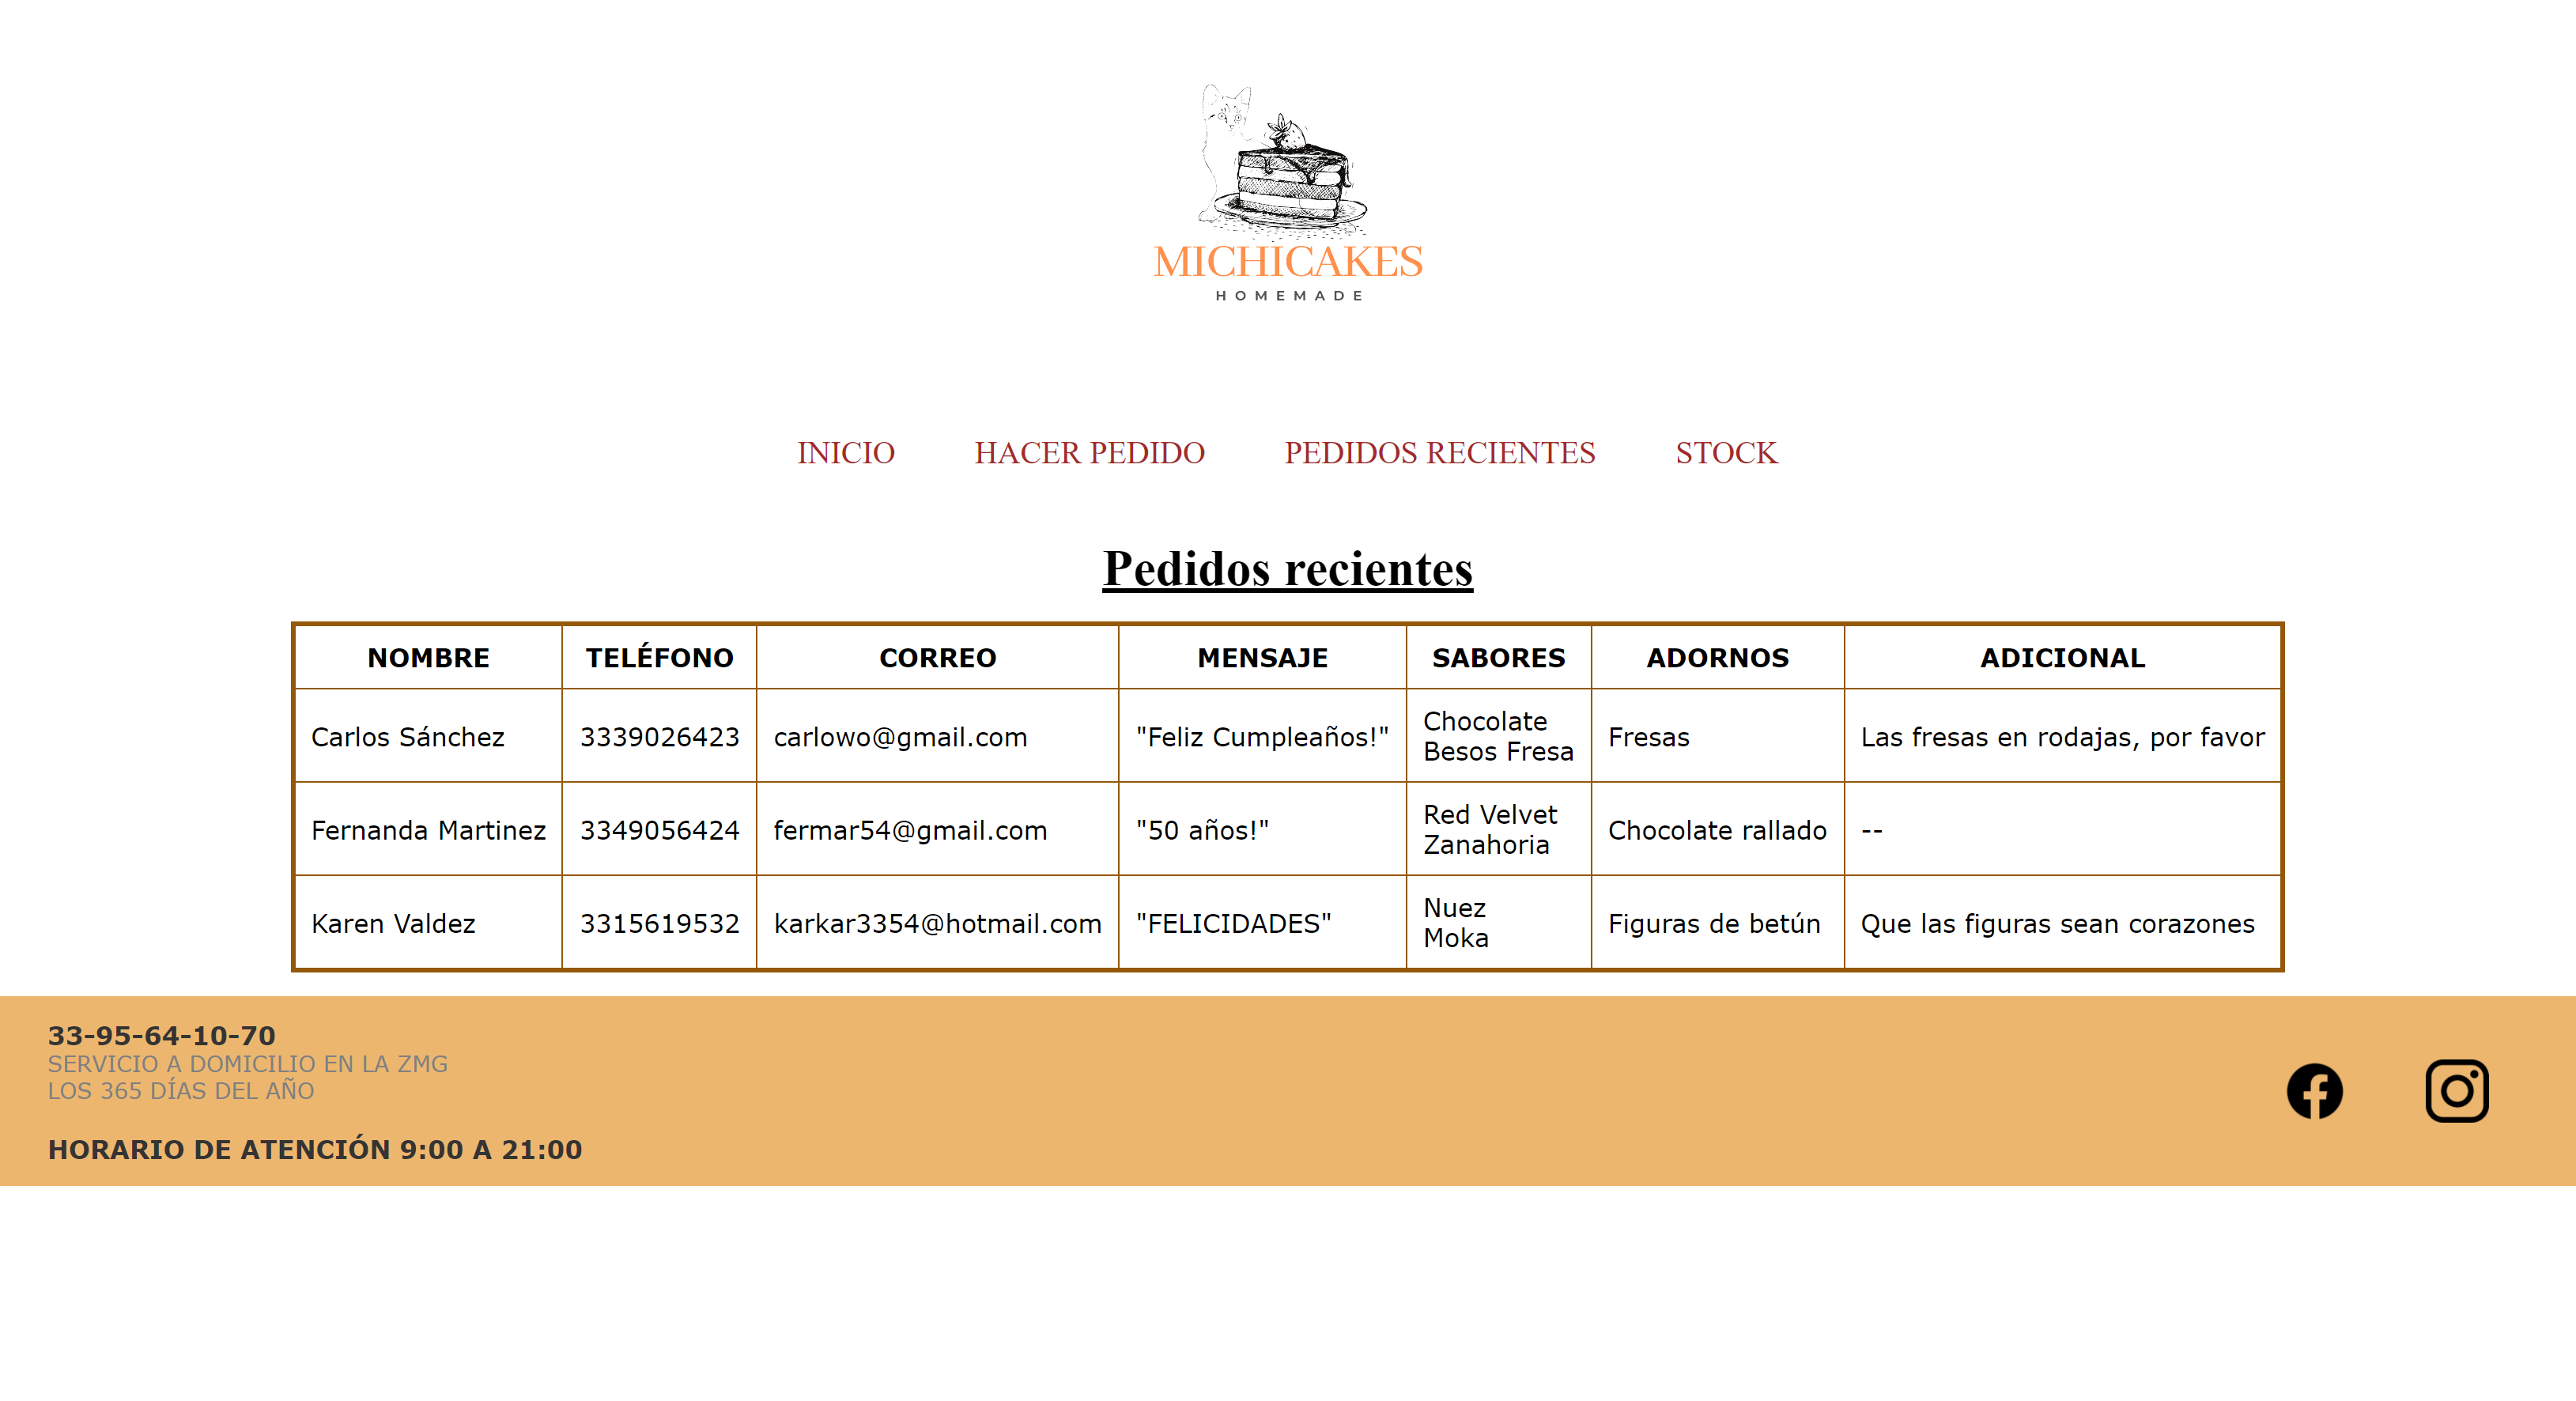 MICHICAKES
HOMEMADE
INICIO HACER PEDIDO PEDIDOS RECIENTES STOCK
Pedidos recientes
NOMBRE TELÉFONO CORREO MENSAJE SABORES ADORNOS ADICIONAL
Carlos Sánchez 3339026423 carlowo@gmail.com "Feliz Cumpleaños!" Chocolate
Besos Fresa Fresas Las fresas en rodajas, por favor
Fernanda Martinez 3349056424 fermar54@gmail.com "50 años!" Red Velvet
Zanahoria Chocolate rallado --
Karen Valdez 3315619532 karkar3354@hotmail.com "FELICIDADES" Nuez
Moka Figuras de betún Que las figuras sean corazones
33-95-64-10-70
SERVICIO A DOMICILIO EN LA ZMG
LOS 365 DÍAS DEL AÑO
HORARIO DE ATENCIÓN 9:00 A 21:00